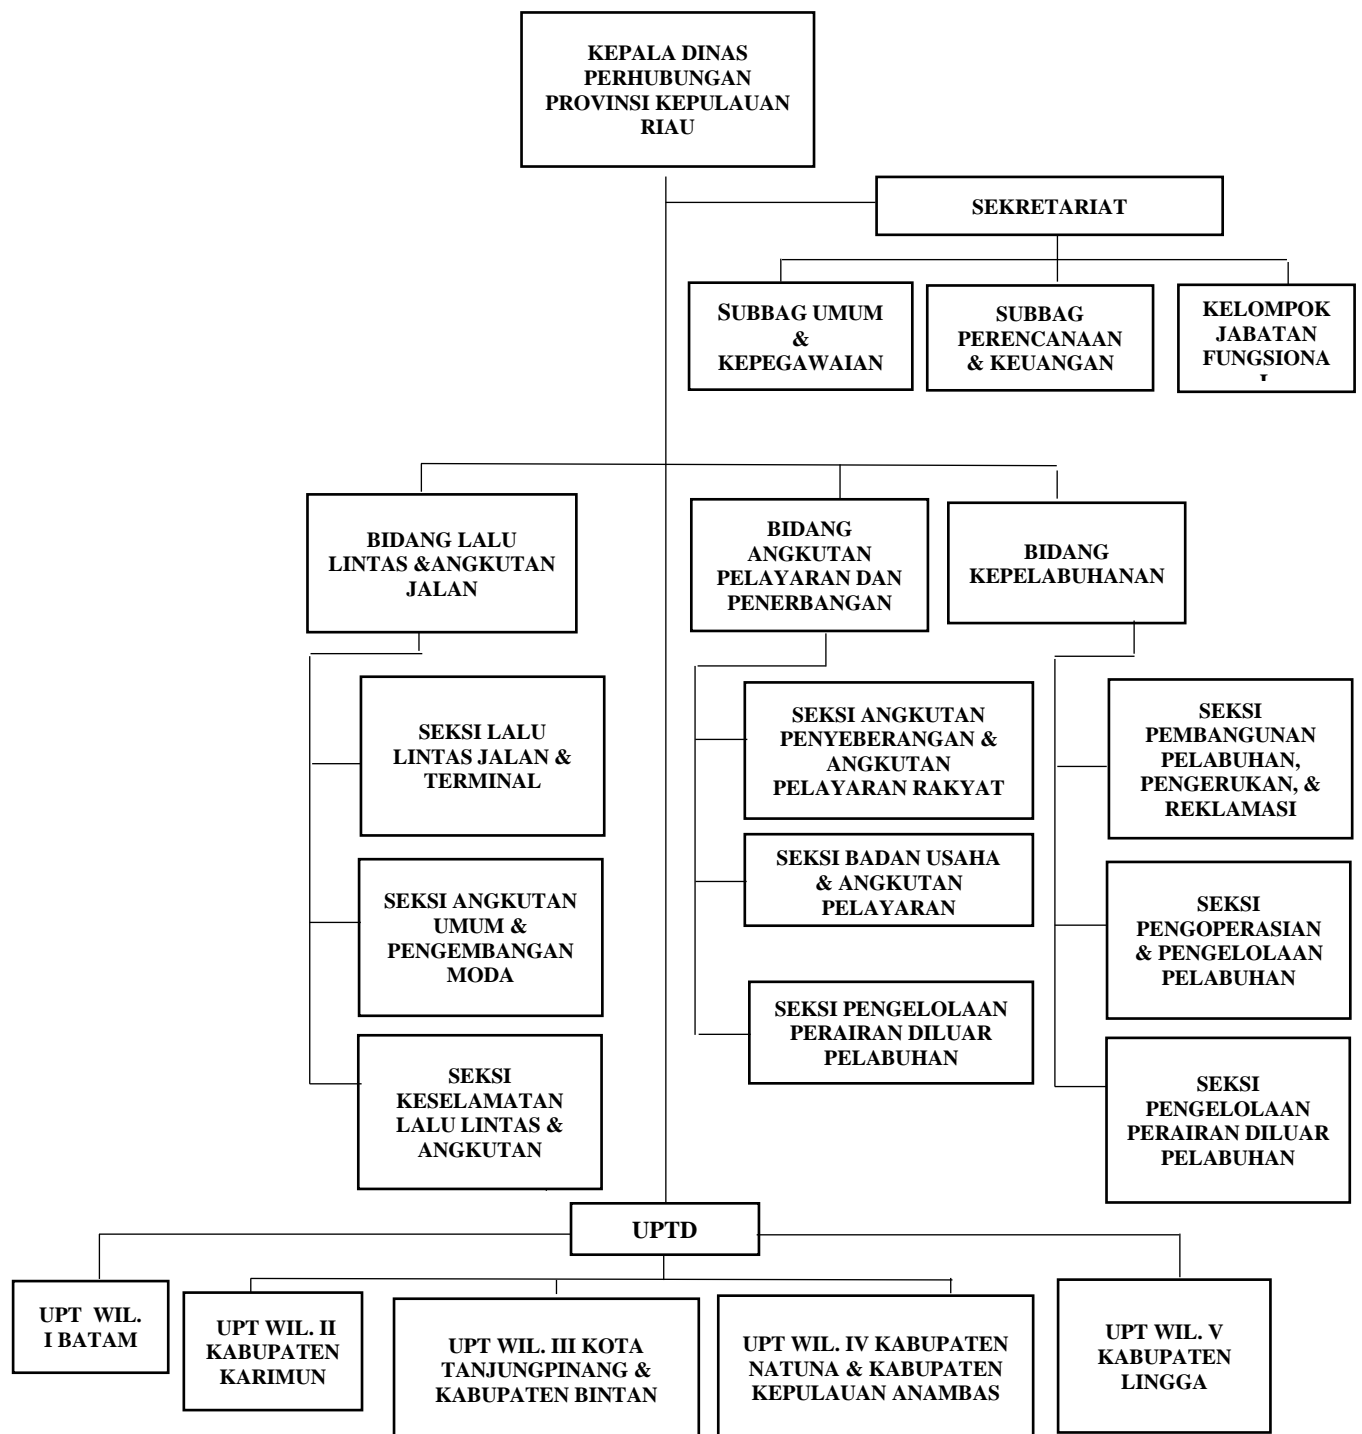 KEPALA DINAS
PERHUBUNGAN
PROVINSI KEPULAUAN
RIAU
SEKRETARIAT
SUBBAG UMUM
&
KEPEGAWAIAN
SUBBAG
PERENCANAAN
& KEUANGAN
KELOMPOK
JABATAN
FUNGSIONA
L
BIDANG LALU
LINTAS &ANGKUTAN
JALAN
BIDANG
ANGKUTAN
PELAYARAN DAN
PENERBANGAN
BIDANG
KEPELABUHANAN
SEKSI LALU
LINTAS JALAN &
TERMINAL
SEKSI ANGKUTAN
PENYEBERANGAN &
ANGKUTAN
PELAYARAN RAKYAT
SEKSI
PEMBANGUNAN
PELABUHAN,
PENGERUKAN, &
REKLAMASI
SEKSI ANGKUTAN
UMUM &
PENGEMBANGAN
MODA
SEKSI BADAN USAHA
& ANGKUTAN
PELAYARAN
SEKSI
PENGOPERASIAN
& PENGELOLAAN
PELABUHAN
SEKSI
KESELAMATAN
LALU LINTAS &
ANGKUTAN
SEKSI PENGELOLAAN
PERAIRAN DILUAR
PELABUHAN
SEKSI
PENGELOLAAN
PERAIRAN DILUAR
PELABUHAN
UPTD
UPT WIL.
I BATAM
UPT WIL. II
KABUPATEN
KARIMUN
UPT WIL. III KOTA
TANJUNGPINANG &
KABUPATEN BINTAN
UPT WIL. IV KABUPATEN
NATUNA & KABUPATEN
KEPULAUAN ANAMBAS
UPT WIL. V
KABUPATEN
LINGGA